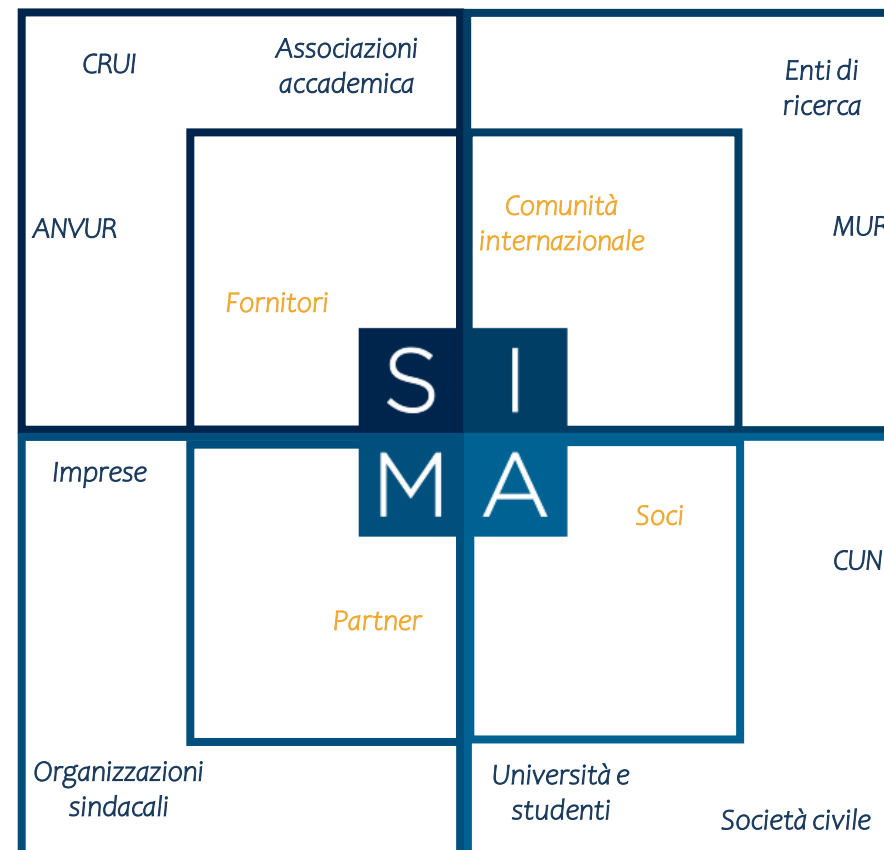 CRUI
Associazioni
accademica
Enti di
ricerca
ANVUR
Comunità
internazionale
MUR
Fornitori
S I
M A
Imprese
Soci
CUN
Partner
Organizzazioni
sindacali
Università e
studenti
Società civile